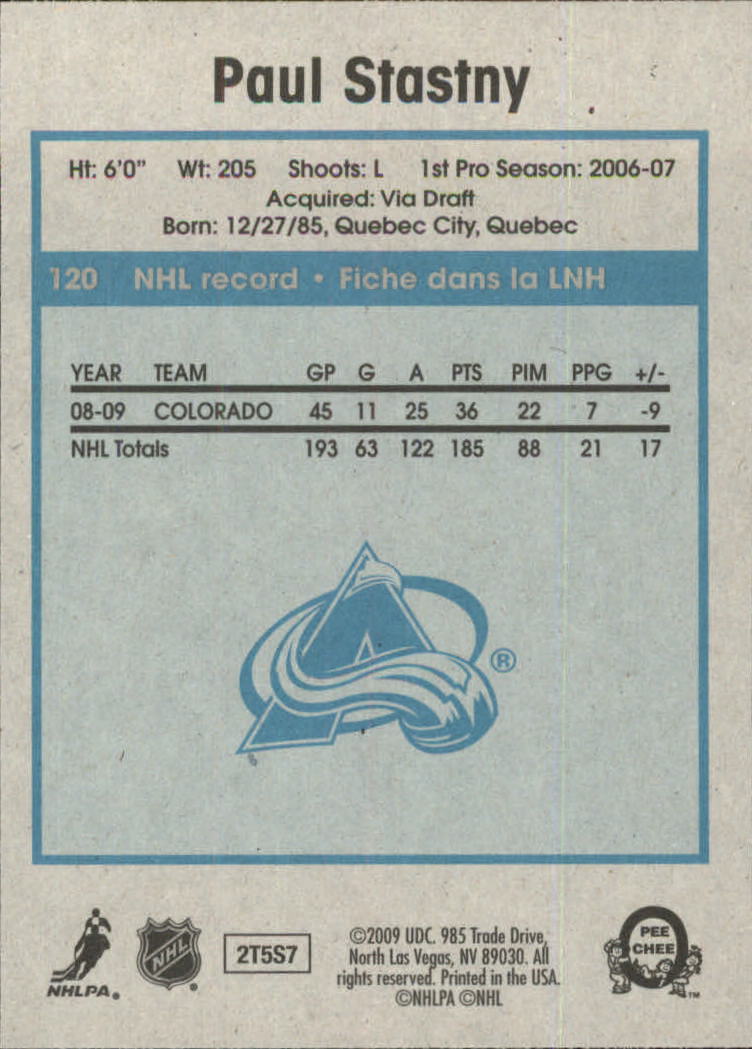 Paul Stastny
Ht: 6'0" Wt: 205 Shoots: L 1st Pro Season: 2006-07
Acquired: Via Draft
Born: 12/27/85, Quebec City, Quebec
120 NHL record • Fiche dans la LNH
YEAR TEAM GP G A PTS PIM PPG +/-
08-09 COLORADO 45 11 25 36 22 7 -9
NHL Totals 193 63 122 185 88 21 17
®
NHLPA®
NHL®
2T5S7
©2009 UDC. 985 Trade Drive,
North Las Vegas, NV 89030. All
rights reserved. Printed in the USA.
©NHLPA ©NHL
O
PEE
CHEE
TM